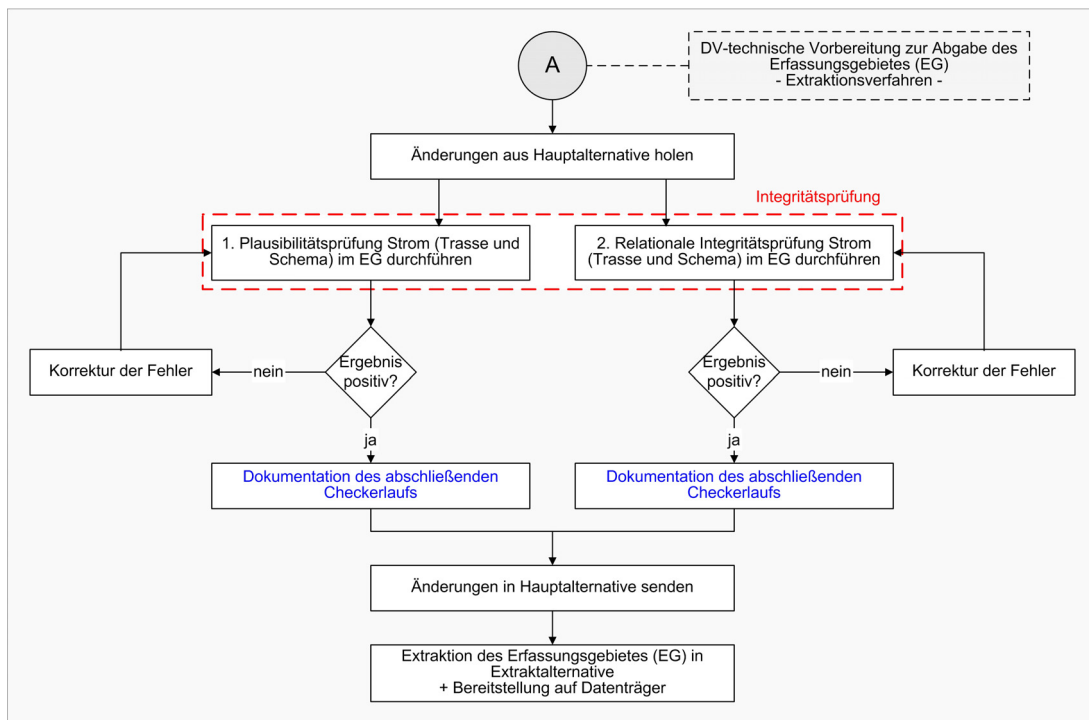 A
DV-technische Vorbereitung zur Abgabe des
Erfassungsgebietes (EG)
- Extraktionsverfahren -
Änderungen aus Hauptalternative holen
Integritätsprüfung
1. Plausibilitätsprüfung Strom (Trasse und
Schema) im EG durchführen
2. Relationale Integritätsprüfung Strom
(Trasse und Schema) im EG durchführen
Korrektur der Fehler
nein
Ergebnis
positiv?
Ergebnis
positiv?
nein
Korrektur der Fehler
ja
ja
Dokumentation des abschließenden
Checkerlaufs
Dokumentation des abschließenden
Checkerlaufs
Änderungen in Hauptalternative senden
Extraktion des Erfassungsgebietes (EG) in
Extraktalternative
+ Bereitstellung auf Datenträger